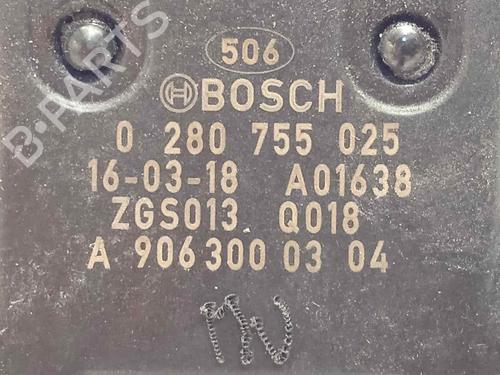 506
BOSCH
0 280 755 025
16-03-18 A01638
ZGS013 Q018
A 906 300 03 04
B-PARTS